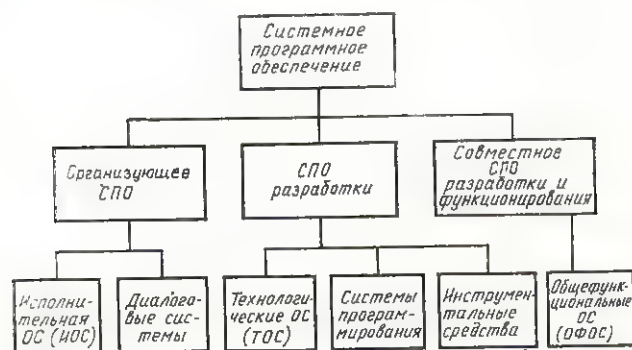 Системное
программное
обеспечение
Организующее
СПО
СПО
разработки
Совместное
СПО
разработки и
функционирования
Исполни-
тельная
ОС (ИОС)
Диалого-
вые сис-
темы
Технологи-
ческие ОС
(ТОС)
Системы
програм-
мирования
Инструмен-
тальные
средства
Общефунк-
циональные
ОС
(ОФОС)